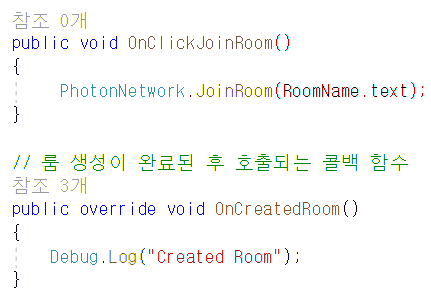 참조 0개
public void OnClickJoinRoom()
{
PhotonNetwork.JoinRoom(RoomName.text);
}
// 룸 생성이 완료된 후 호출되는 콜백 함수
참조 3개
public override void OnCreatedRoom()
{
Debug.Log("Created Room");
}